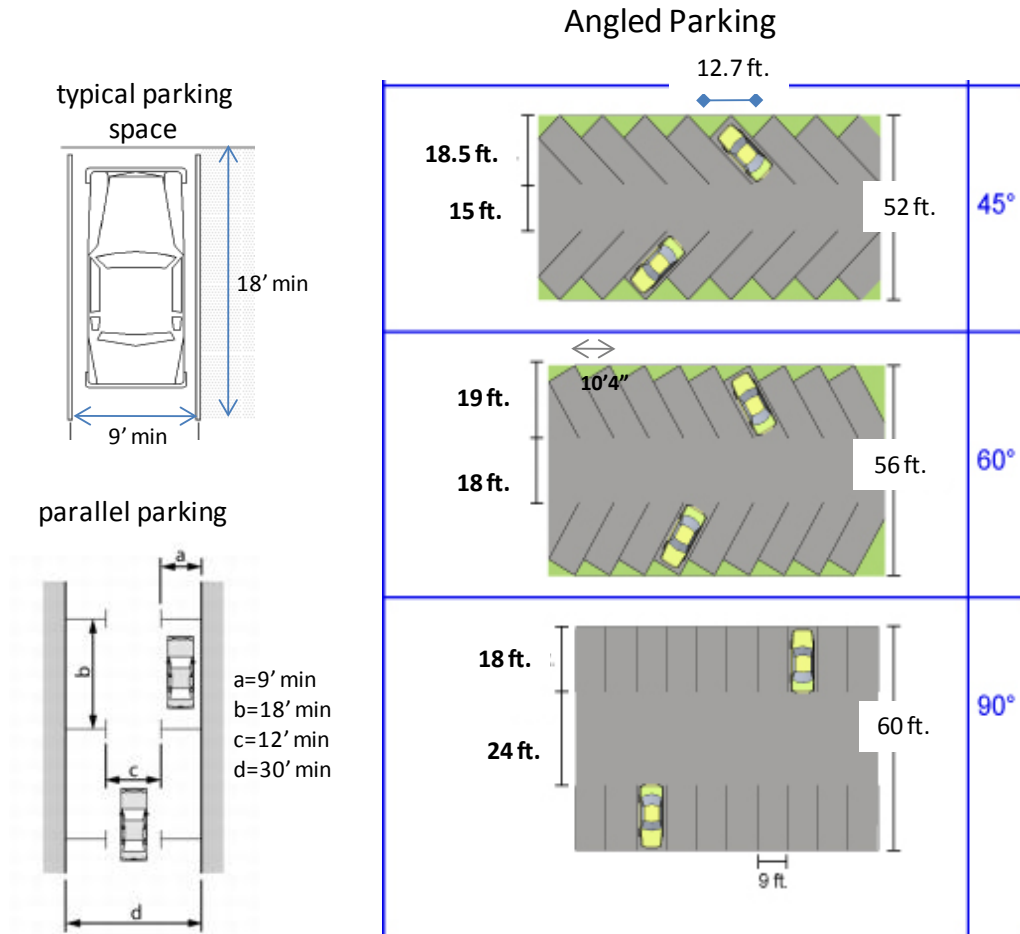 Angled Parking
typical parking
space
18’ min
9’ min
parallel parking
a
b
c
d
a=9’ min
b=18’ min
c=12’ min
d=30’ min
12.7 ft.
18.5 ft.
15 ft.
52 ft.
45°
10’4”
19 ft.
18 ft.
56 ft.
60°
18 ft.
24 ft.
60 ft.
90°
9 ft.